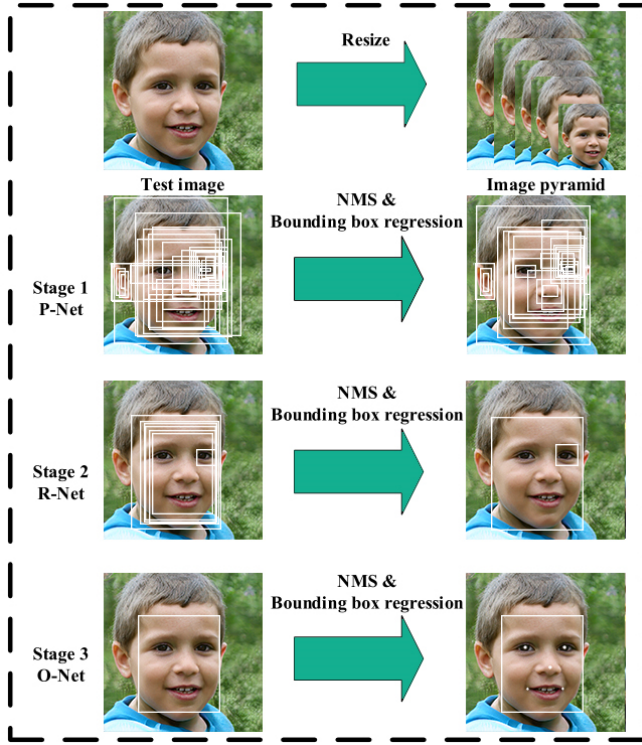 Resize
Test image
Image pyramid
NMS &
Bounding box regression
Stage 1
P-Net
NMS &
Bounding box regression
Stage 2
R-Net
NMS &
Bounding box regression
Stage 3
O-Net